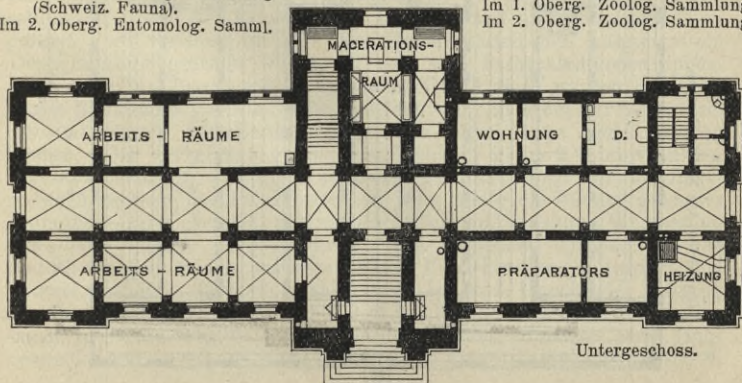 (Schweiz. Fauna).
Im 2. Oberg. Entomolog. Samml.
Im 1. Oberg. Zoolog. Sammlung
Im 2. Oberg. Zoolog. Sammlung
MACERATIONS-
RAUM
ARBEITS - RÄUME
WOHNUNG D.
ARBEITS - RÄUME
PRÄPARATORS
HEIZUNG
Untergeschoss.